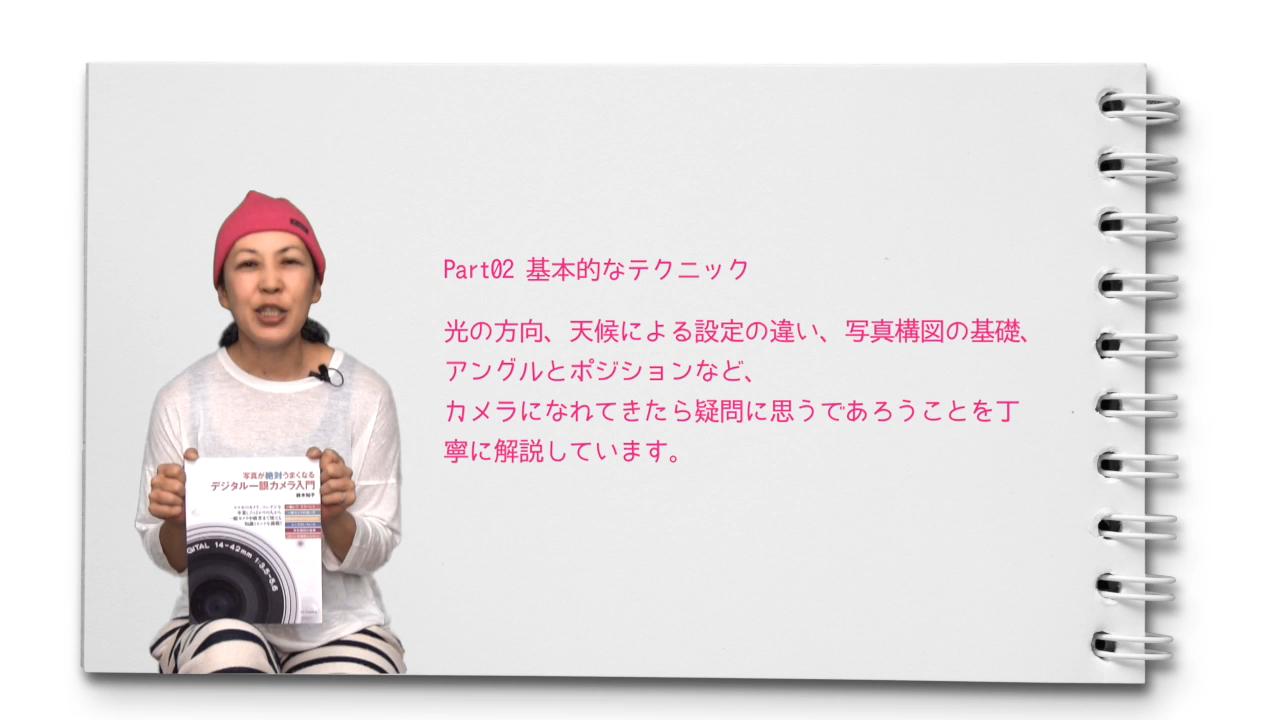 Part02 基本的なテクニック
光の方向、天候による設定の違い、写真構図の基礎、
アングルとポジションなど、
カメラになれてきたら疑問に思うであろうことを丁
寧に解説しています。
写真が絶対うまくなる
デジタル一眼カメラ入門
鈴木知子
GITAL 14-42mm 1:3.5-5.6